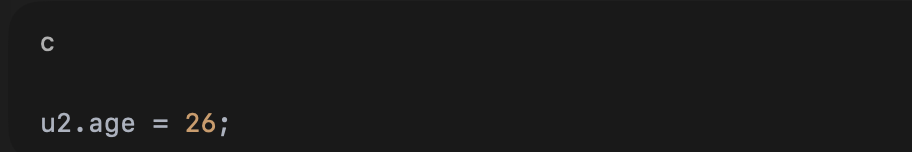 c
u2.age = 26;